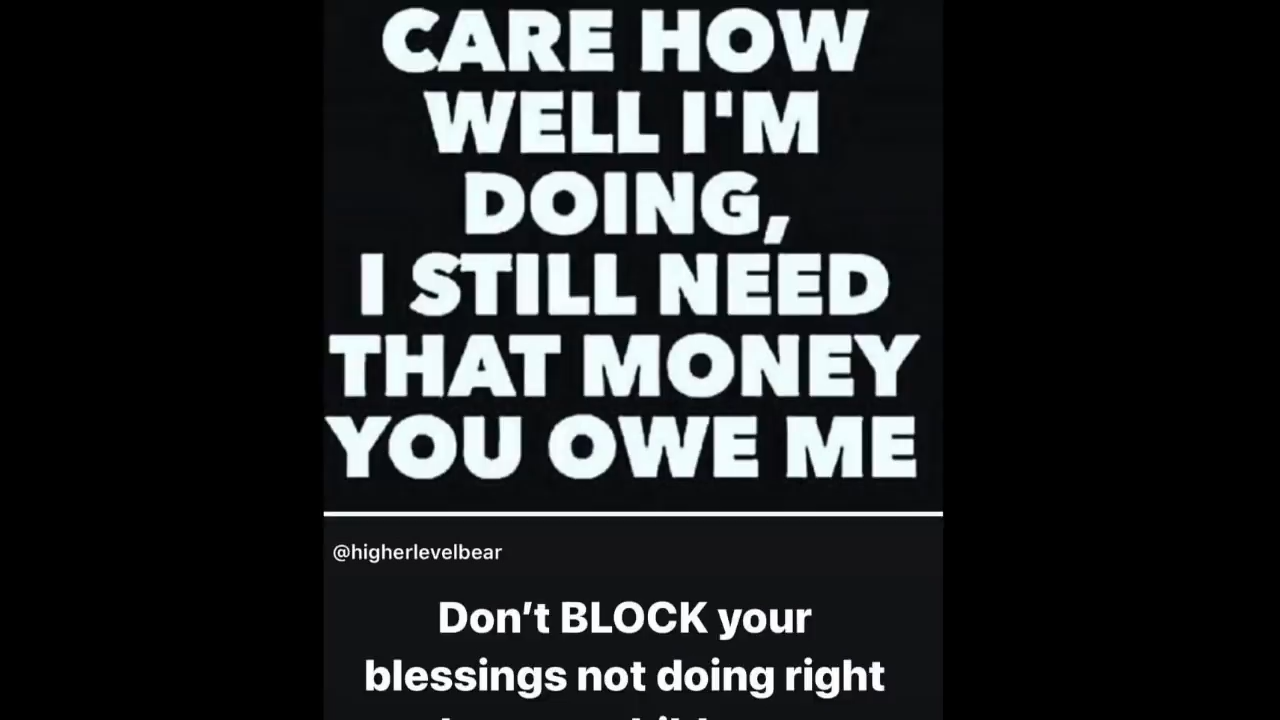 CARE HOW
WELL I'M
DOING,
I STILL NEED
THAT MONEY
YOU OWE ME
@higherlevelbear
Don’t BLOCK your
blessings not doing right